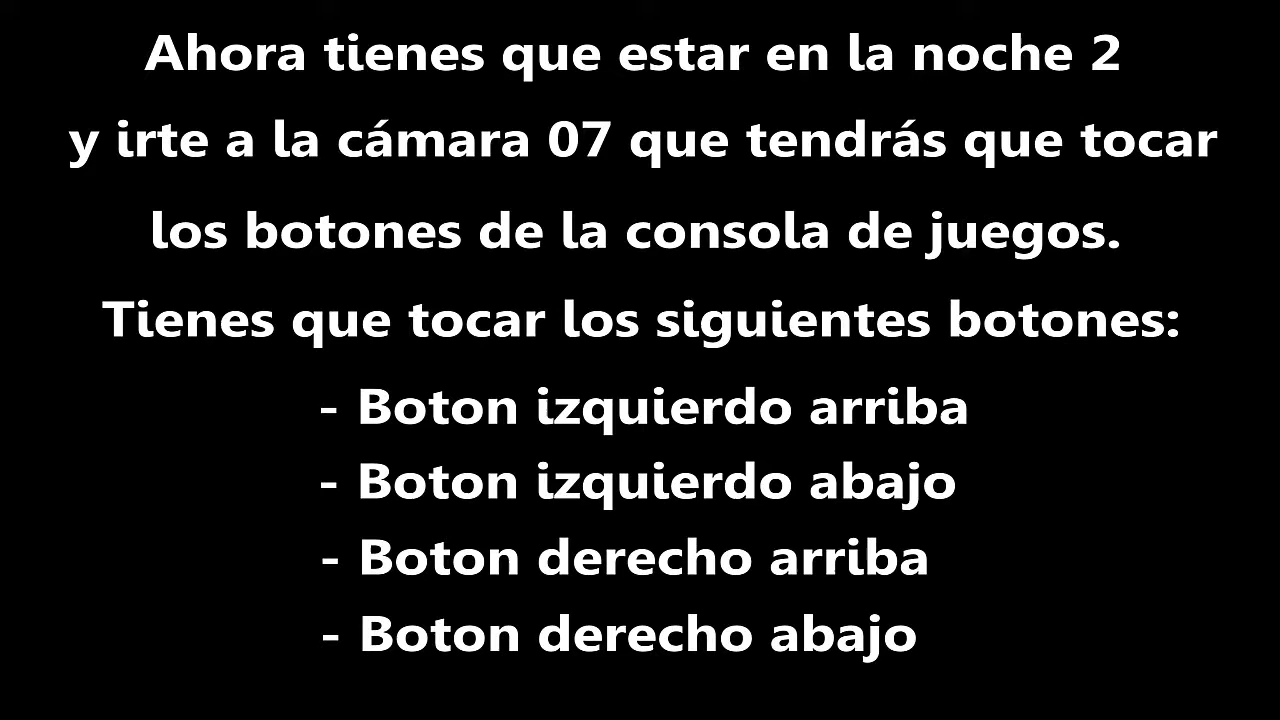 Ahora tienes que estar en la noche 2
y irte a la cámara 07 que tendrás que tocar
los botones de la consola de juegos.
Tienes que tocar los siguientes botones:
- Boton izquierdo arriba
- Boton izquierdo abajo
- Boton derecho arriba
- Boton derecho abajo